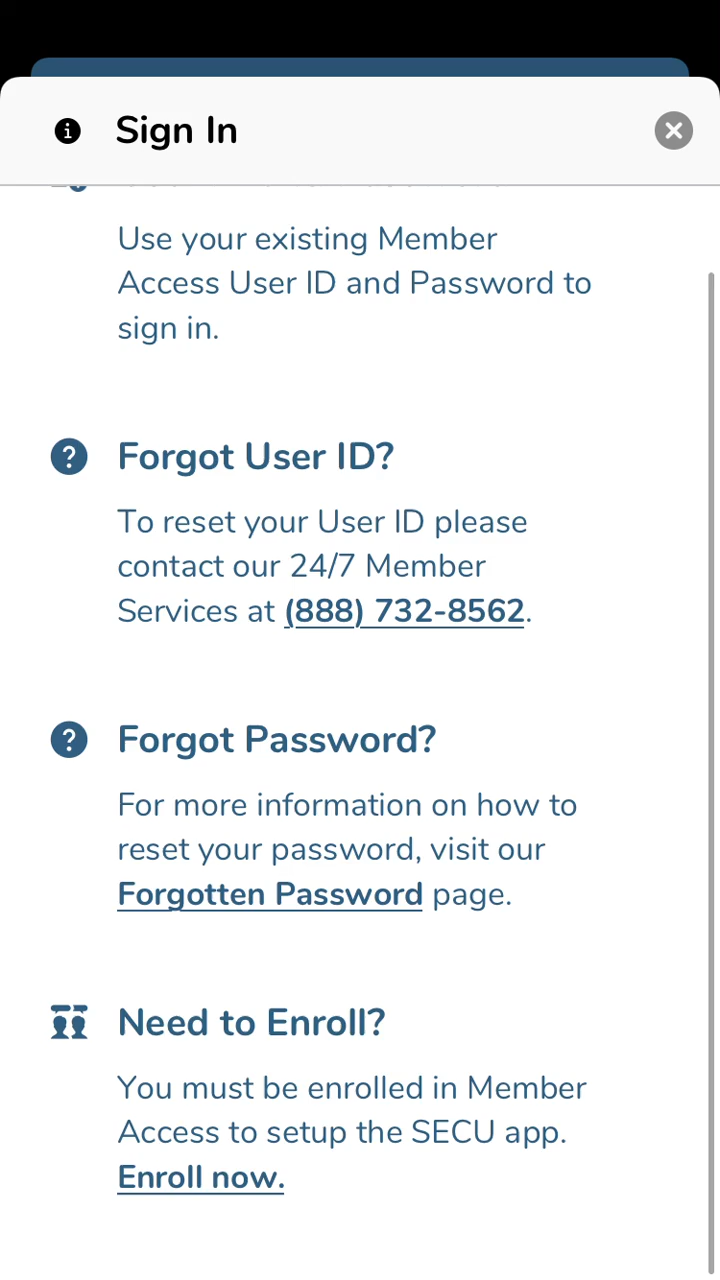 Sign In
Use your existing Member
Access User ID and Password to
sign in.
Forgot User ID?
To reset your User ID please
contact our 24/7 Member
Services at (888) 732-8562.
Forgot Password?
For more information on how to
reset your password, visit our
Forgotten Password page.
Need to Enroll?
You must be enrolled in Member
Access to setup the SECU app.
Enroll now.